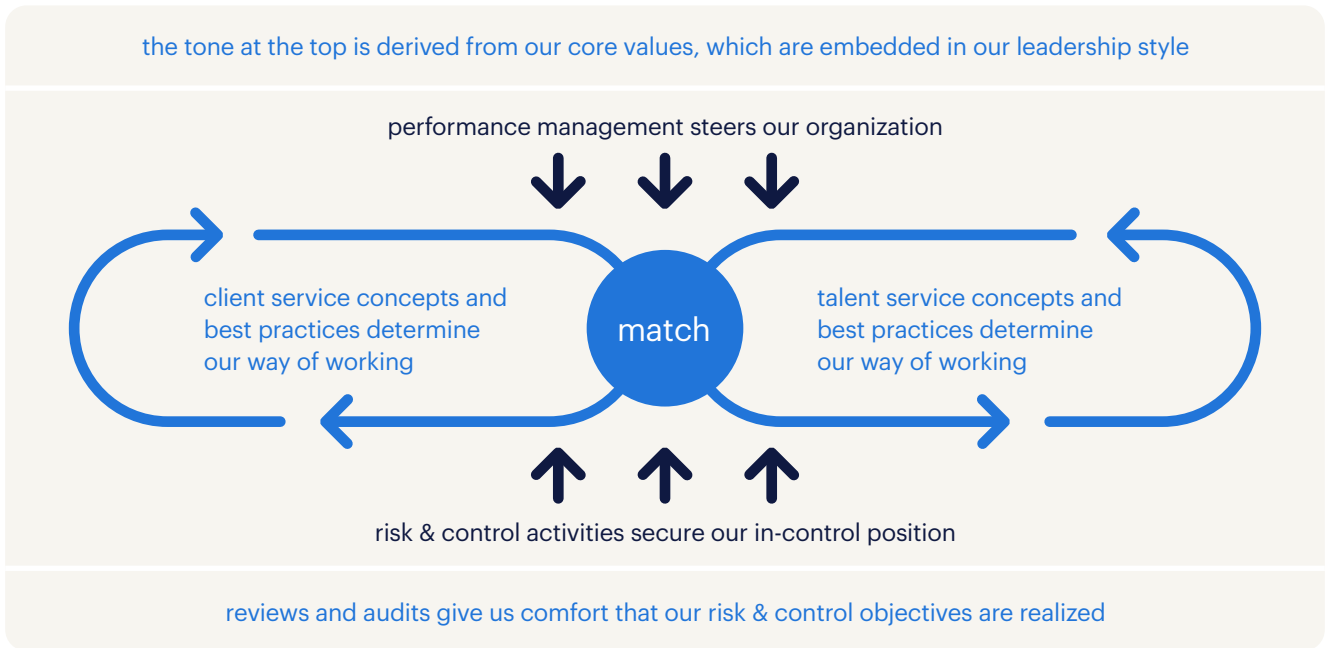 the tone at the top is derived from our core values, which are embedded in our leadership style
performance management steers our organization
client service concepts and
best practices determine
our way of working
match
talent service concepts and
best practices determine
our way of working
risk & control activities secure our in-control position
reviews and audits give us comfort that our risk & control objectives are realized